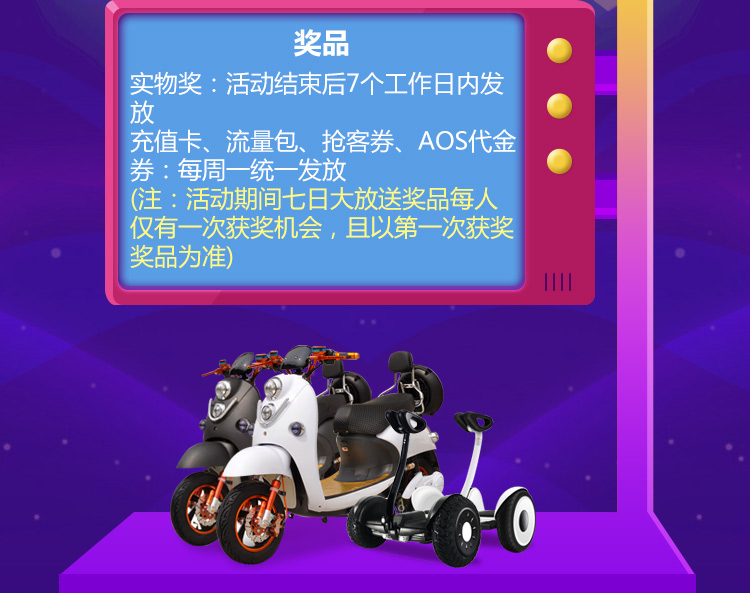 奖品
实物奖：活动结束后7个工作日内发
放
充值卡、流量包、抢客券、AOS代金
券：每周一统一发放
(注：活动期间七日大放送奖品每人
仅有一次获奖机会，且以第一次获奖
奖品为准)